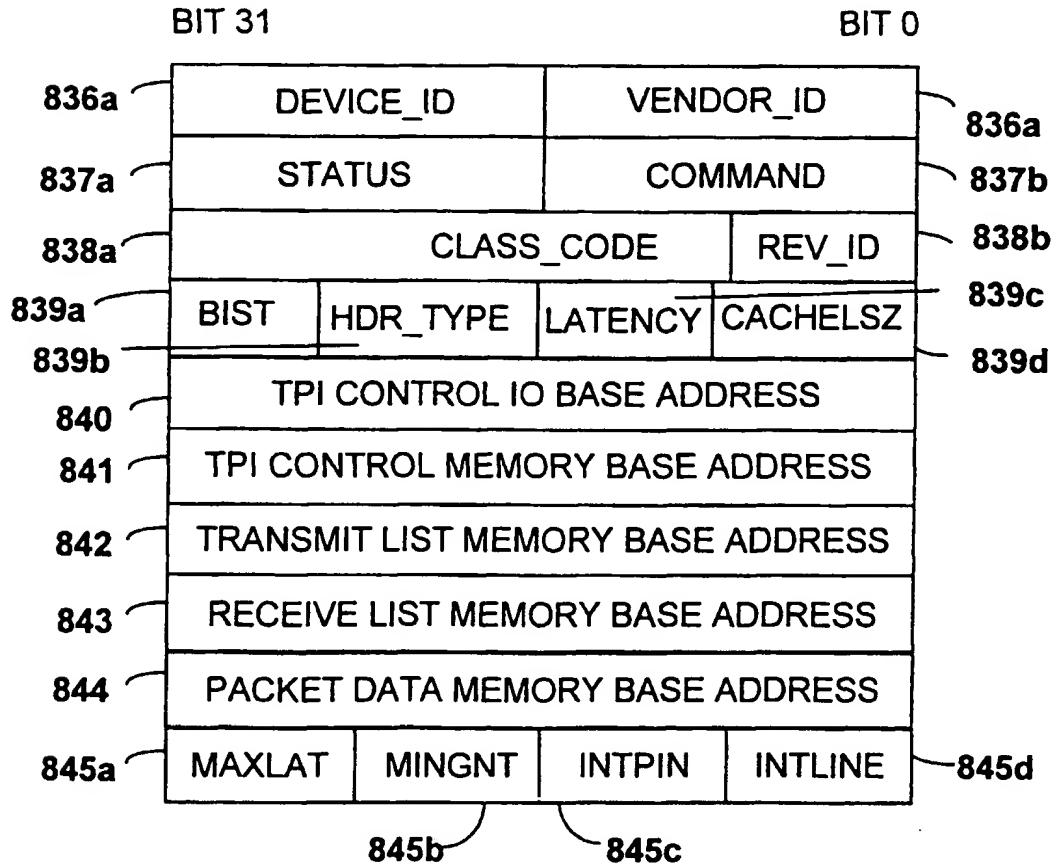 BIT 31 BIT 0
836a DEVICE_ID VENDOR_ID 836a
837a STATUS COMMAND 837b
838a CLASS_CODE REV_ID 838b
839a BIST HDR_TYPE LATENCY CACHELSZ 839c
839b 839d
840 TPI CONTROL IO BASE ADDRESS
841 TPI CONTROL MEMORY BASE ADDRESS
842 TRANSMIT LIST MEMORY BASE ADDRESS
843 RECEIVE LIST MEMORY BASE ADDRESS
844 PACKET DATA MEMORY BASE ADDRESS
845a MAXLAT MINGNT INTPIN INTLINE 845d
845b 845c